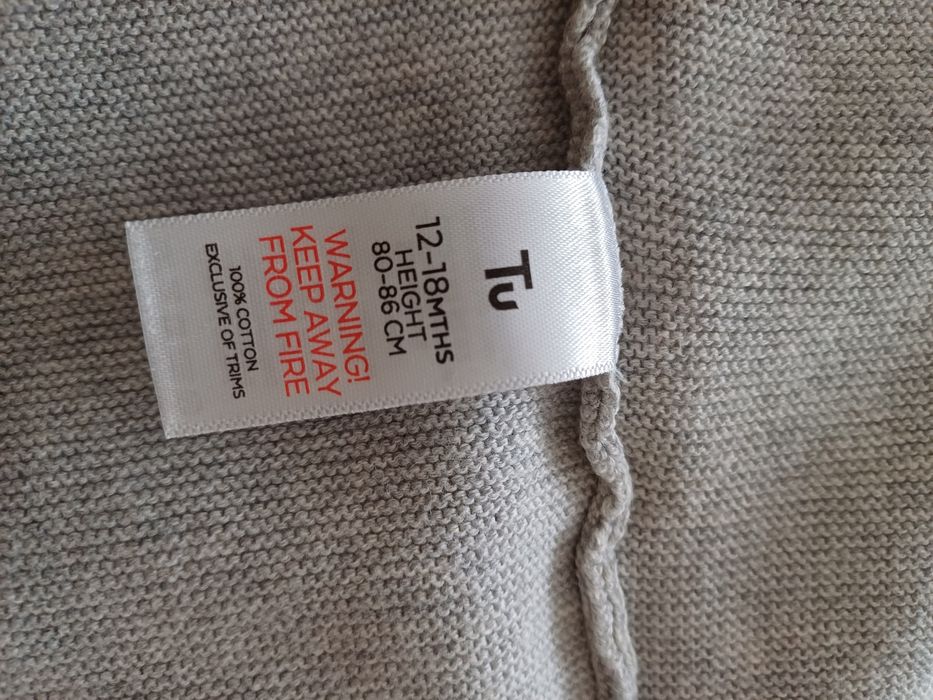 Tu
12-18MTHS
HEIGHT
80-86 CM
WARNING!
KEEP AWAY
FROM FIRE
100% COTTON
EXCLUSIVE OF TRIMS